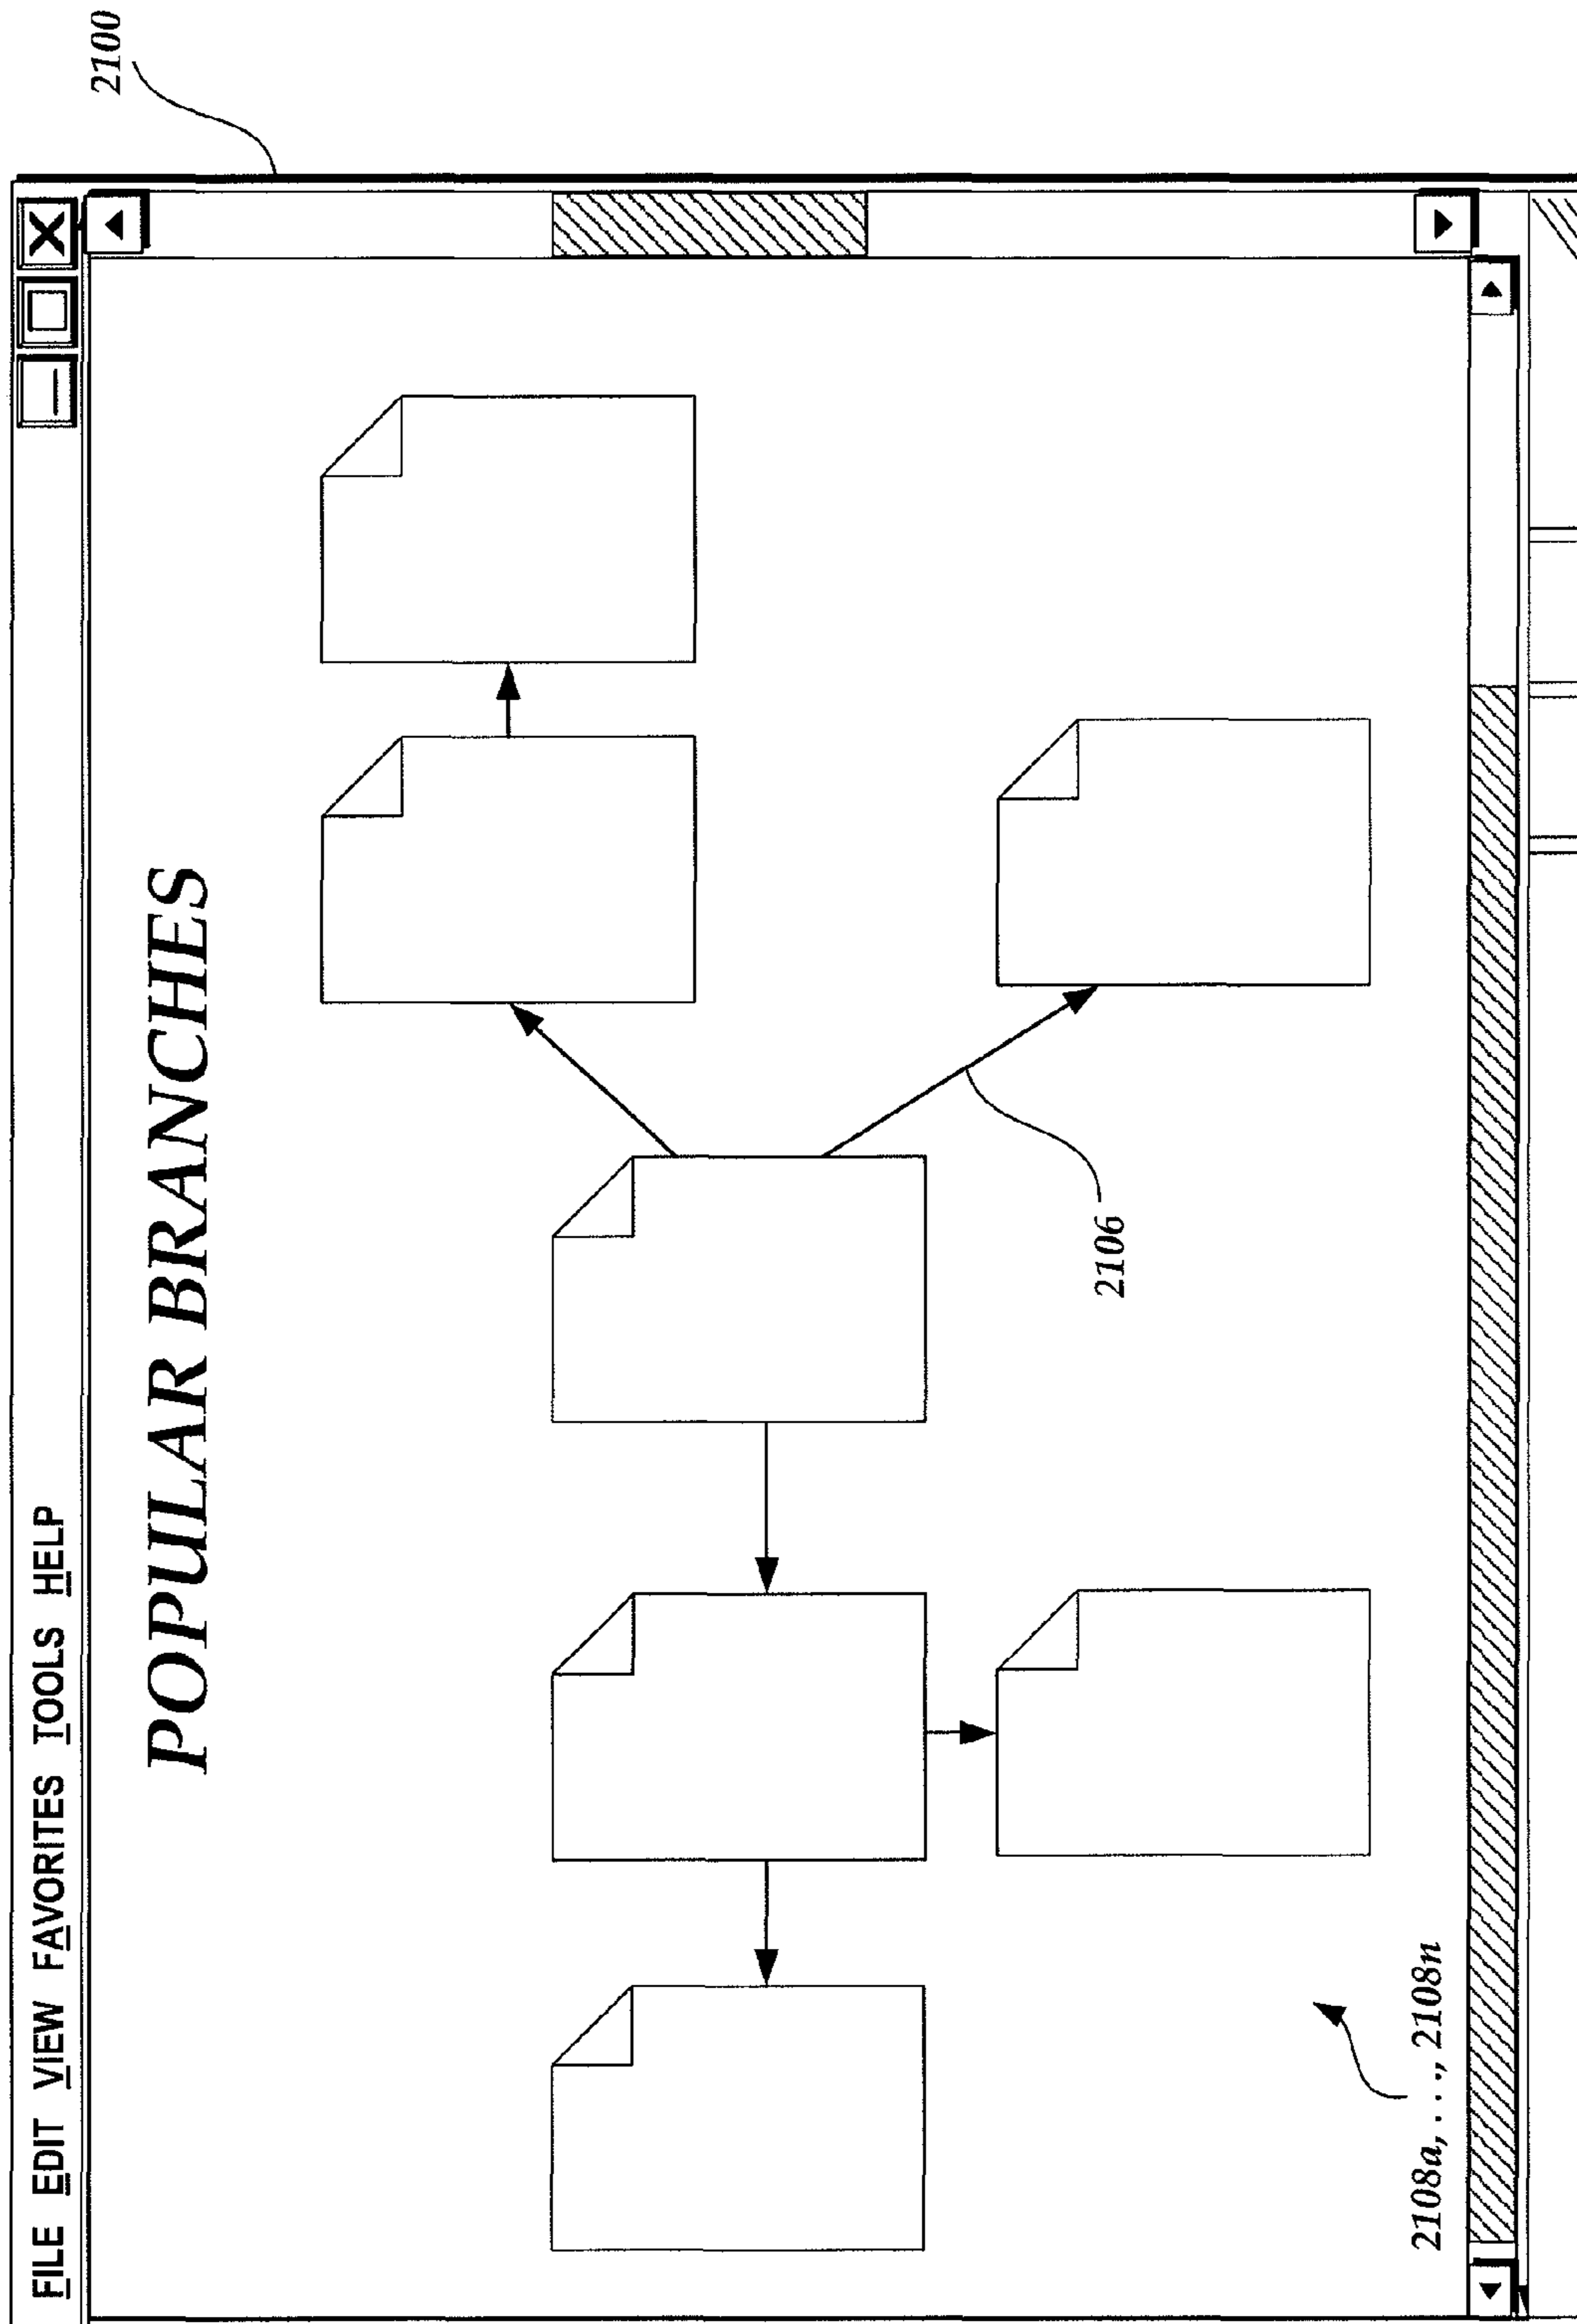 2100
FILE EDIT VIEW FAVORITES TOOLS HELP
POPULAR BRANCHES
2106
2108a, . . ., 2108n